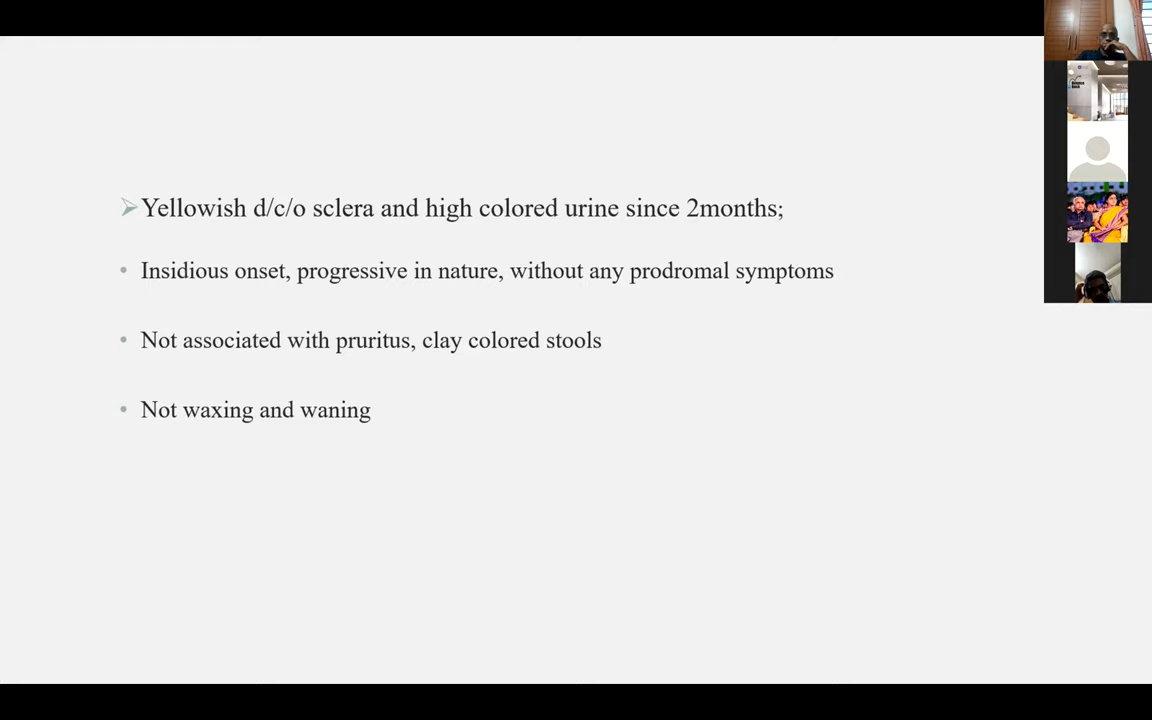 Yellowish d/c/o sclera and high colored urine since 2months;
Insidious onset, progressive in nature, without any prodromal symptoms
Not associated with pruritus, clay colored stools
Not waxing and waning